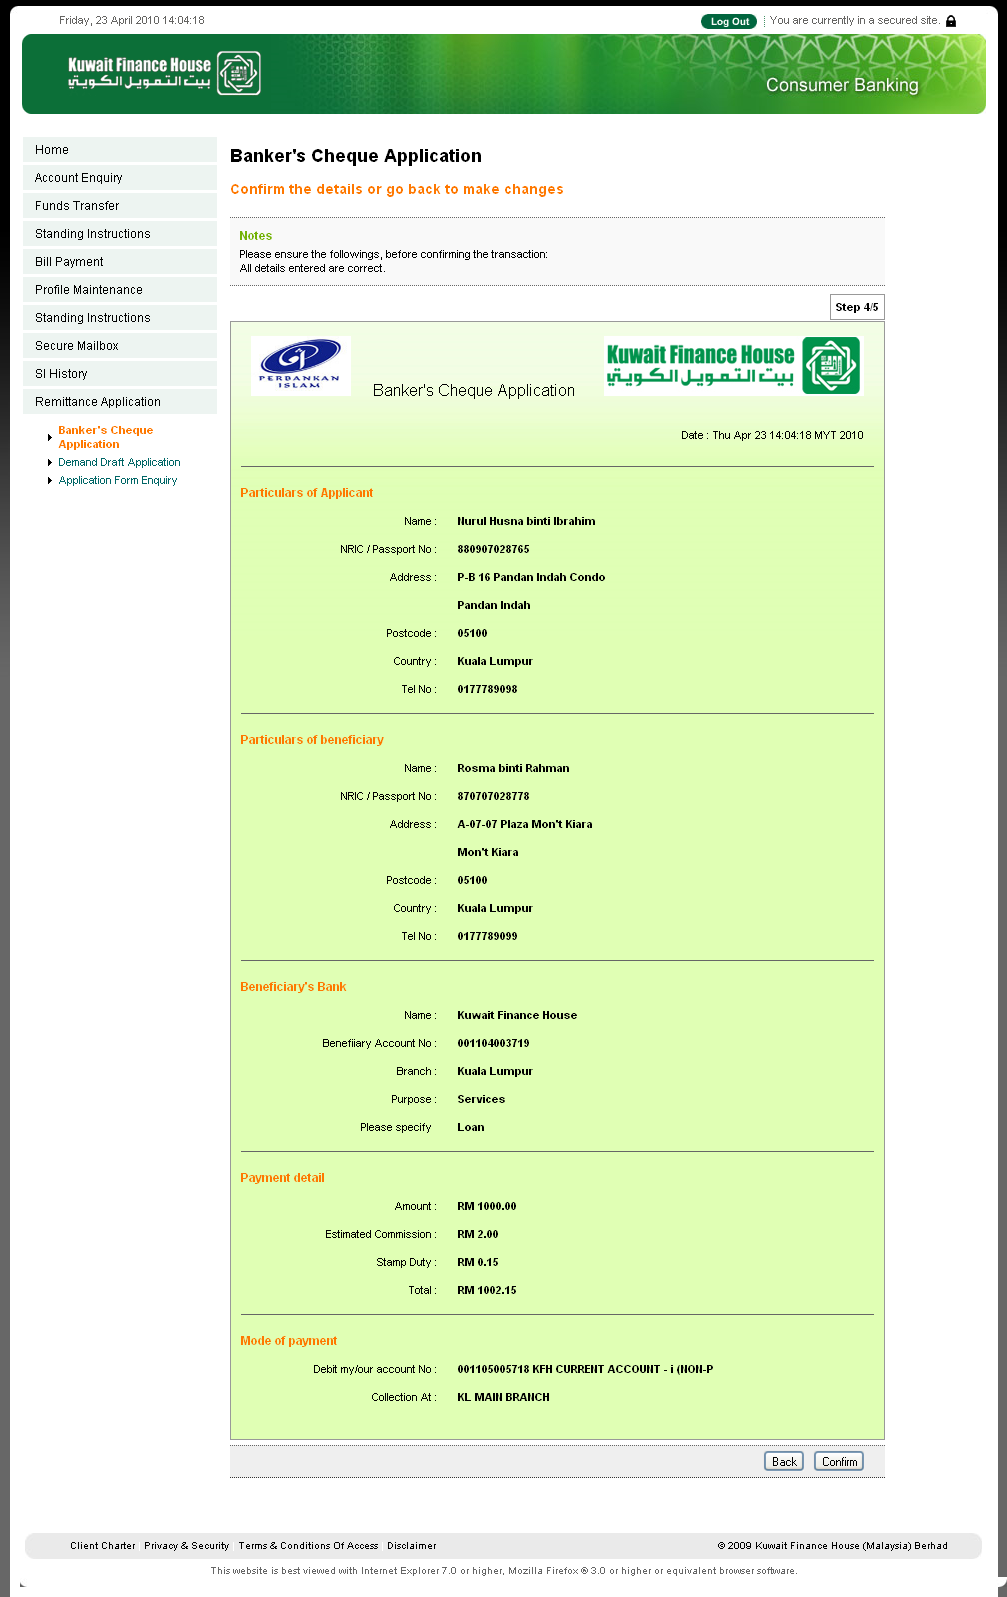 Friday, 23 April 2010 14:04:18
Log Out
You are currently in a secured site.
Kuwait Finance House
بيت التمويل الكويتي
Consumer Banking
Home
Account Enquiry
Funds Transfer
Standing Instructions
Bill Payment
Profile Maintenance
Standing Instructions
Secure Mailbox
SI History
Remittance Application
Banker's Cheque
Application
Demand Draft Application
Application Form Enquiry
Banker's Cheque Application
Confirm the details or go back to make changes
Notes
Please ensure the followings, before confirming the transaction:
All details entered are correct.
Step 4/5
PERBANKAN
ISLAM
Banker's Cheque Application
Kuwait Finance House
بيت التمويل الكويتي
Date : Thu Apr 23 14:04:18 MYT 2010
Particulars of Applicant
Name : Nurul Husna binti Ibrahim
NRIC / Passport No : 880907028765
Address : P-B 16 Pandan Indah Condo
Pandan Indah
Postcode : 05100
Country : Kuala Lumpur
Tel No : 0177789098
Particulars of beneficiary
Name : Rosma binti Rahman
NRIC / Passport No : 870707028778
Address : A-07-07 Plaza Mon't Kiara
Mon't Kiara
Postcode : 05100
Country : Kuala Lumpur
Tel No : 0177789099
Beneficiary's Bank
Name : Kuwait Finance House
Benefiiary Account No : 001104003719
Branch : Kuala Lumpur
Purpose : Services
Please specify Loan
Payment detail
Amount : RM 1000.00
Estimated Commission : RM 2.00
Stamp Duty : RM 0.15
Total : RM 1002.15
Mode of payment
Debit my/our account No : 001105005718 KFH CURRENT ACCOUNT - i (NON-P
Collection At : KL MAIN BRANCH
Back Confirm
Client Charter Privacy & Security Terms & Conditions Of Access Disclaimer
© 2009 Kuwait Finance House (Malaysia) Berhad
This website is best viewed with Internet Explorer 7.0 or higher, Mozilla Firefox ® 3.0 or higher or equivalent browser software.